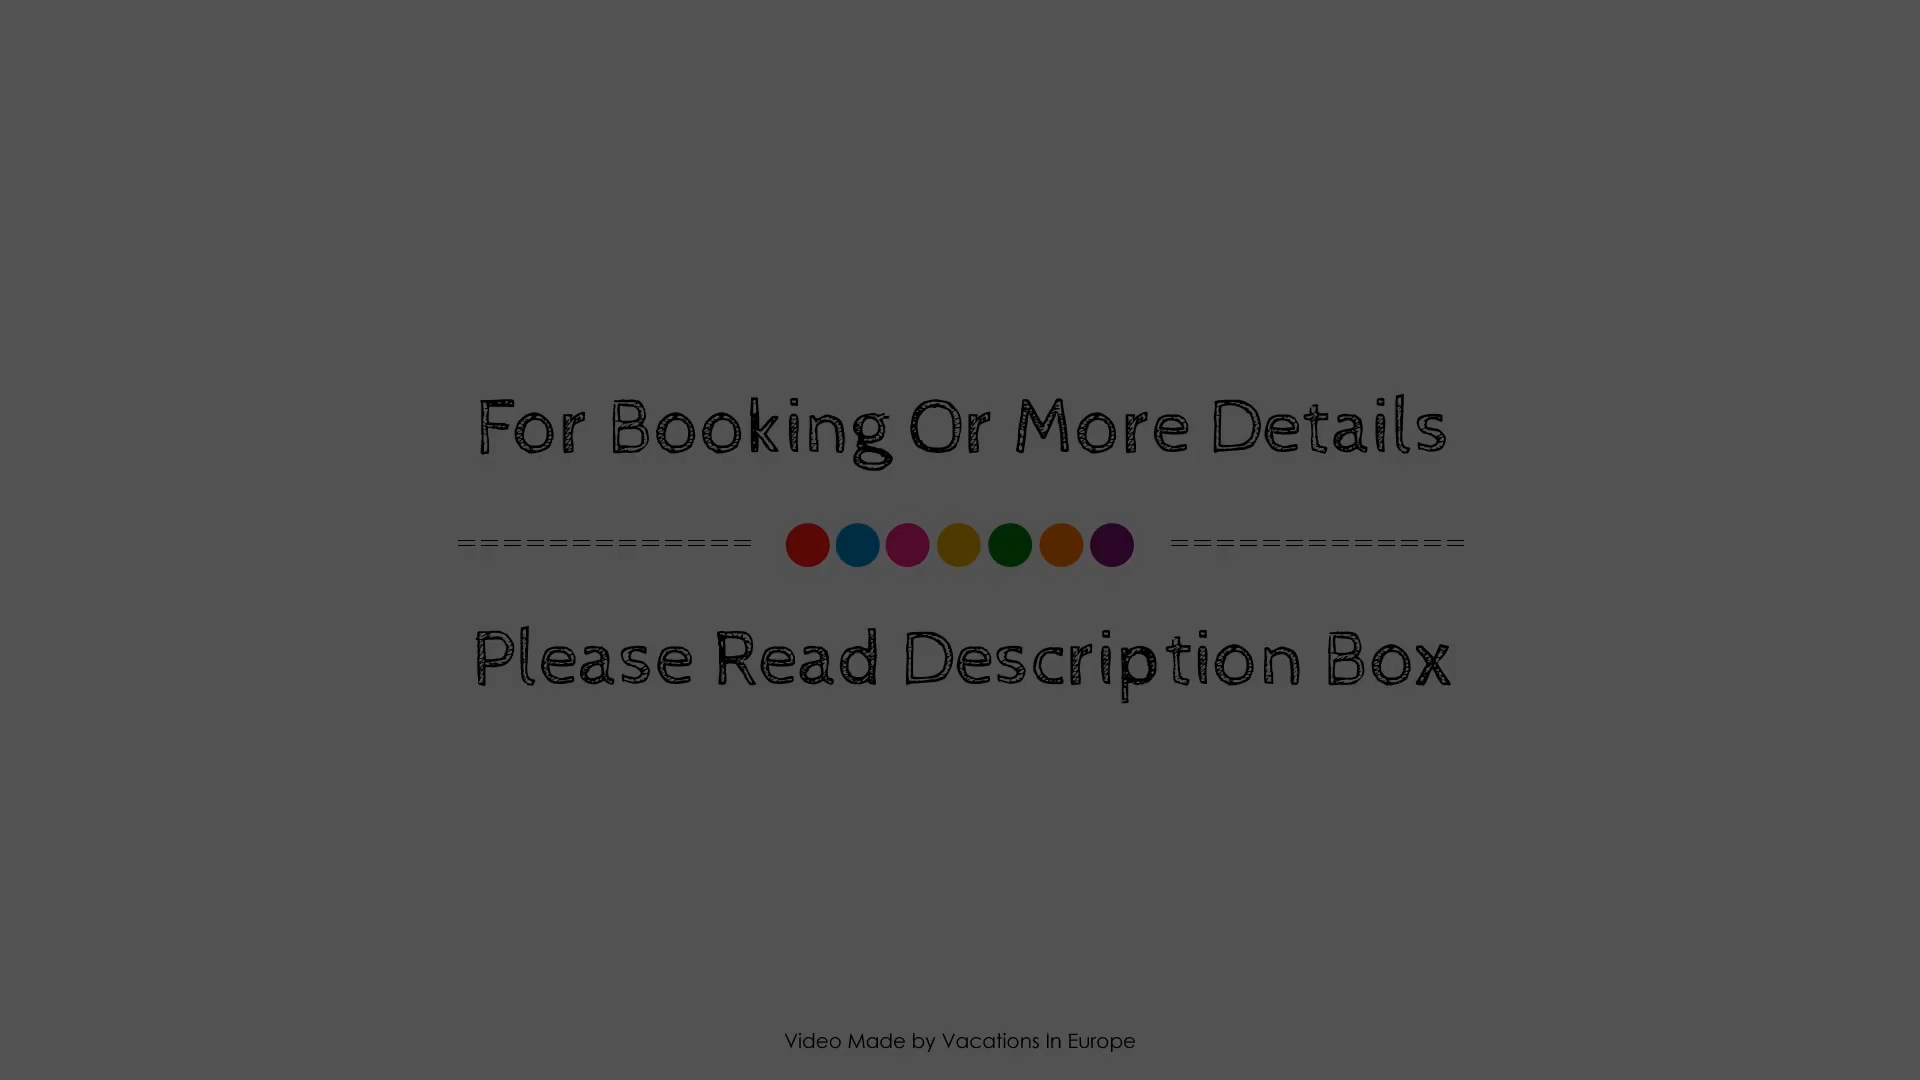 For Booking Or More Details
============= =============
Please Read Description Box
Video Made by Vacations In Europe